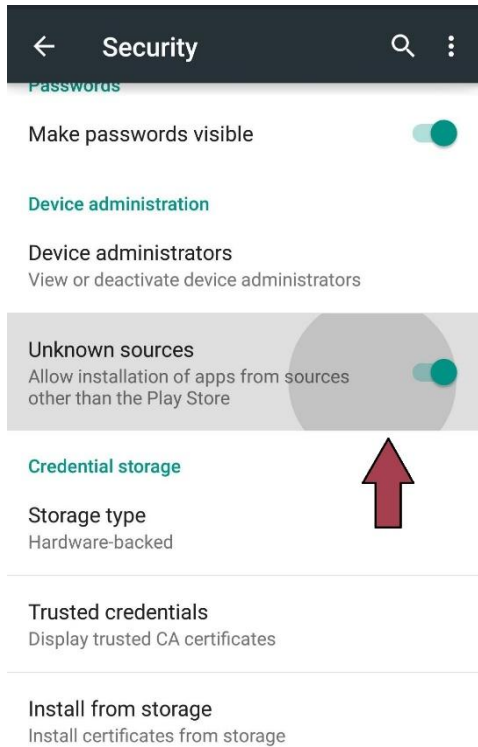 Security
Passwords
Make passwords visible
Device administration
Device administrators
View or deactivate device administrators
Unknown sources
Allow installation of apps from sources
other than the Play Store
Credential storage
Storage type
Hardware-backed
Trusted credentials
Display trusted CA certificates
Install from storage
Install certificates from storage